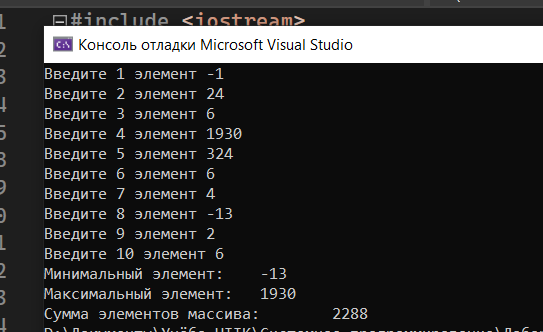 #include <iostream>
Консоль отладки Microsoft Visual Studio
Введите 1 элемент -1
Введите 2 элемент 24
Введите 3 элемент 6
Введите 4 элемент 1930
Введите 5 элемент 324
Введите 6 элемент 6
Введите 7 элемент 4
Введите 8 элемент -13
Введите 9 элемент 2
Введите 10 элемент 6
Минимальный элемент: -13
Максимальный элемент: 1930
Сумма элементов массива: 2288